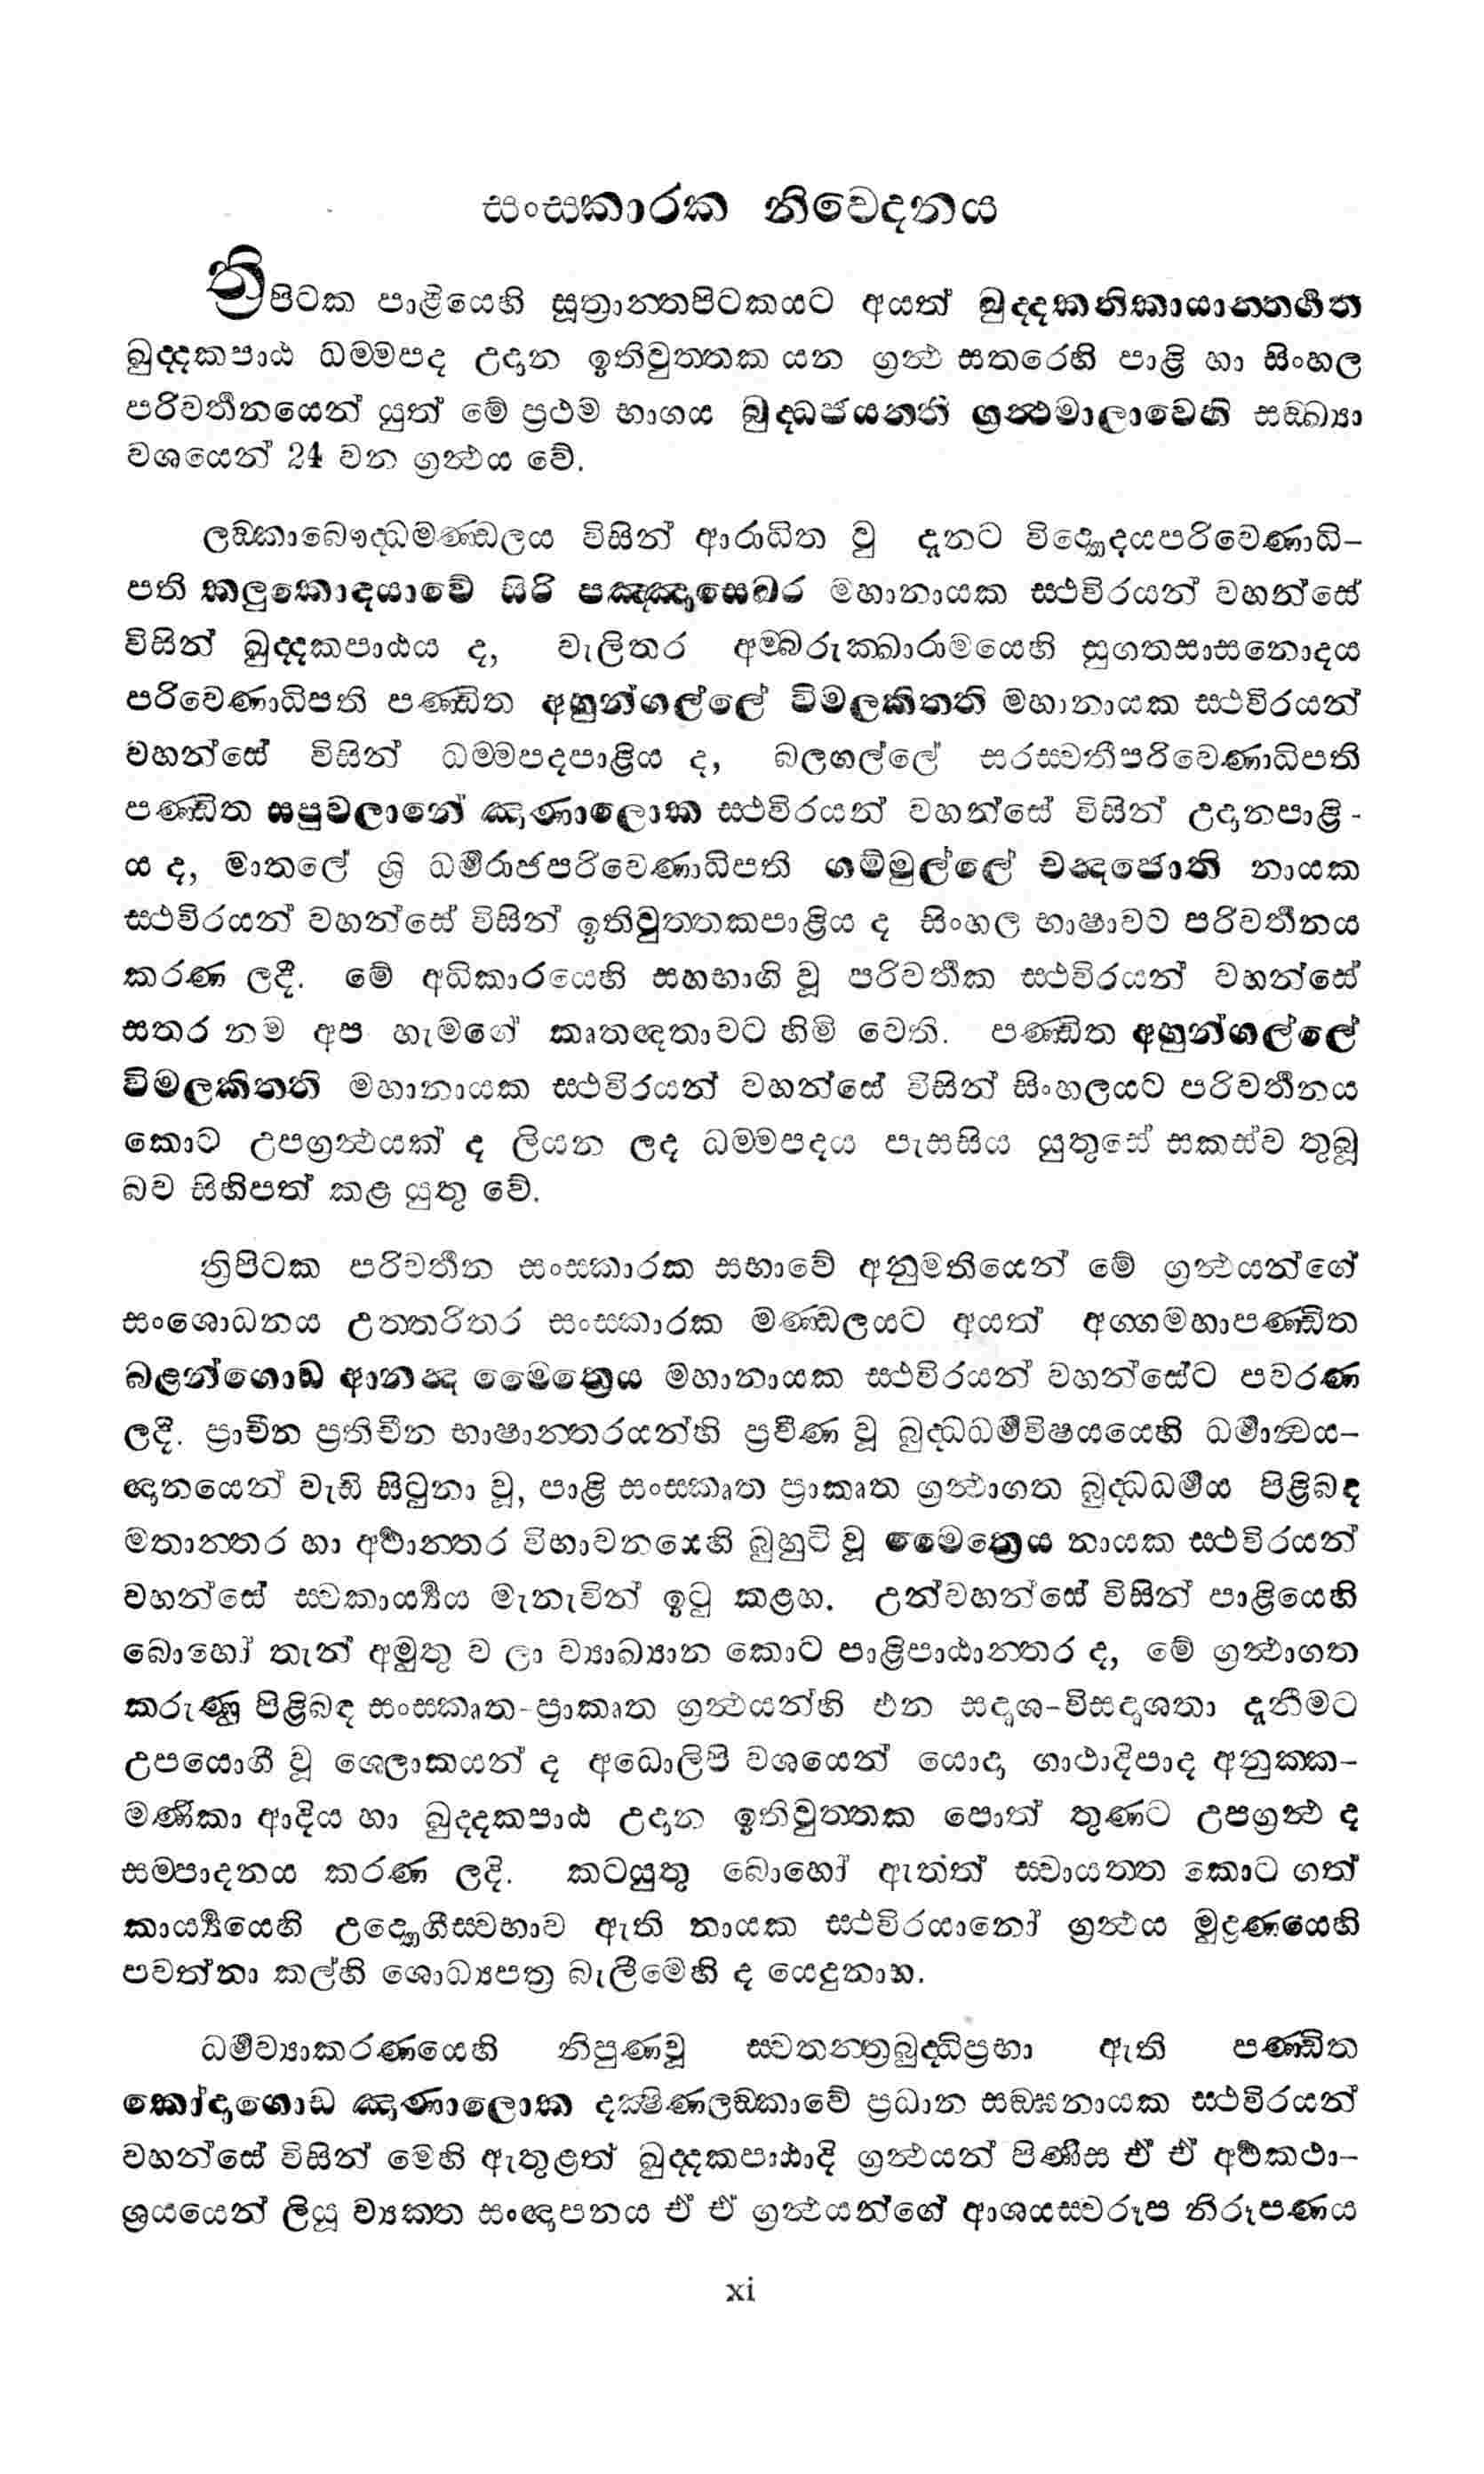 සංස්කාරක නිවෙදනය
ත්‍රිපිටක පාළියෙහි සූත්‍රාන්තපිටකයට අයත් ඛුද්දකනිකායාන්තර්ගත
ඛුද්දකපාඨ ධම්මපද උදාන ඉතිවුත්තක යන ග්‍රන්ථ සතරෙහි පාළි හා සිංහල
පරිවර්තනයෙන් යුත් මේ ප්‍රථම භාගය බුද්ධජයන්ති ග්‍රන්ථමාලාවෙහි සඞ්ඛ්‍යා
වශයෙන් 24 වන ග්‍රන්ථය වේ.
ලඞ්කාබෞද්ධමණ්ඩලය විසින් ආරාධිත වූ දැනට විද්‍යොදයපරිවෙණාධි-
පති කලුකොඳයාවේ සිරි පඤ්ඤාසෙඛර මහානායක ස්ථවිරයන් වහන්සේ
විසින් ඛුද්දකපාඨය ද, වැලිතර අම්බරුක්ඛාරාමයෙහි සුගතසාසනොදය
පරිවෙණාධිපති පණ්ඩිත අහුන්ගල්ලේ විමලකිත්ති මහානායක ස්ථවිරයන්
වහන්සේ විසින් ධම්මපදපාළිය ද, බලගල්ලේ සරස්වතීපරිවෙණාධිපති
පණ්ඩිත සපුවලානේ ඤාණාලොක ස්ථවිරයන් වහන්සේ විසින් උදානපාළි-
ය ද, මාතලේ ශ්‍රි ධර්මරාජපරිවෙණාධිපති ගම්මුල්ලේ චන්‍දජොති නායක
ස්ථවිරයන් වහන්සේ විසින් ඉතිවුත්තකපාළිය ද සිංහල භාෂාවට පරිවර්තනය
කරණ ලදී. මේ අධිකාරයෙහි සහභාගි වූ පරිවර්තක ස්ථවිරයන් වහන්සේ
සතර නම අප හැමගේ කෘතඥතාවට හිමි වෙති. පණ්ඩිත අහුන්ගල්ලේ
විමලකිත්ති මහානායක ස්ථවිරයන් වහන්සේ විසින් සිංහලයට පරිවර්තනය
කොට උපග්‍රන්ථයක් ද ලියන ලද ධම්මපදය පැසසිය යුතුසේ සකස්ව තුබූ
බව සිහිපත් කළ යුතු වේ.
ත්‍රිපිටක පරිවර්තන සංස්කාරක සභාවේ අනුමතියෙන් මේ ග්‍රන්ථයන්ගේ
සංශොධනය උත්තරිතර සංස්කාරක මණ්ඩලයට අයත් අග්ගමහාපණ්ඩිත
බළන්ගොඩ ආනන්‍ද මෛත්‍රෙය මහානායක ස්ථවිරයන් වහන්සේට පවරණ
ලදී. ප්‍රාචීන ප්‍රතිචීන භාෂාන්තරයන්හි ප්‍රවීණ වූ බුද්ධධර්මවිෂයයෙහි ධර්මාන්වය-
ඥානයෙන් වැඩි සිටුනා වූ, පාළි සංස්කෘත ප්‍රාකෘත ග්‍රන්ථාගත බුද්ධධර්මය පිළිබඳ
මතාන්තර හා අර්ථාන්තර විභාවනයෙහි බුහුටි වූ මෛත්‍රෙය නායක ස්ථවිරයන්
වහන්සේ ස්වකාර්‍ය්‍යය මැනැවින් ඉටු කළහ. උන්වහන්සේ විසින් පාළියෙහි
බොහෝ තැන් අමුතු ව ලා ව්‍යාඛ්‍යාන කොට පාළිපාඨාන්තර ද, මේ ග්‍රන්ථාගත
කරුණු පිළිබඳ සංස්කෘත-ප්‍රාකෘත ග්‍රන්ථයන්හි එන සදෘශ-විසදෘශතා දැනීමට
උපයොගී වූ ශ්ලොකයන් ද අධොලිපි වශයෙන් යොදා ගාථාදිපාද අනුක්ක-
මණිකා ආදිය හා ඛුද්දකපාඨ උදාන ඉතිවුත්තක පොත් තුණට උපග්‍රන්ථ ද
සම්පාදනය කරණ ලදි. කටයුතු බොහෝ ඇතත් ස්වායත්ත කොට ගත්
කාර්‍ය්‍යයෙහි උද්‍යොගීස්වභාව ඇති නායක ස්ථවිරයානෝ ග්‍රන්ථය මුද්‍රණයෙහි
පවත්නා කල්හි ශොධ්‍යපත්‍ර බැලීමෙහි ද යෙදුනාහ.
ධර්මව්‍යාකරණයෙහි නිපුණවූ ස්වතන්ත්‍රබුද්ධිප්‍රභා ඇති පණ්ඩිත
කෝදාගොඩ ඤාණාලොක දක්‍ෂිණලඞ්කාවේ ප්‍රධාන සඞ්ඝනායක ස්ථවිරයන්
වහන්සේ විසින් මෙහි ඇතුළත් ඛුද්දකපාඨාදි ග්‍රන්ථයන් පිණිස ඒ ඒ අර්ථකථා-
ශ්‍රයයෙන් ලියූ ව්‍යක්ත සංඥාපනය ඒ ඒ ග්‍රන්ථයන්ගේ ආශයස්වරූප නිරූපණය
xi